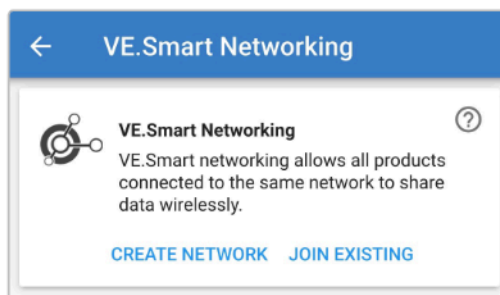 VE.Smart Networking
VE.Smart Networking
VE.Smart networking allows all products
connected to the same network to share
data wirelessly.
CREATE NETWORK JOIN EXISTING